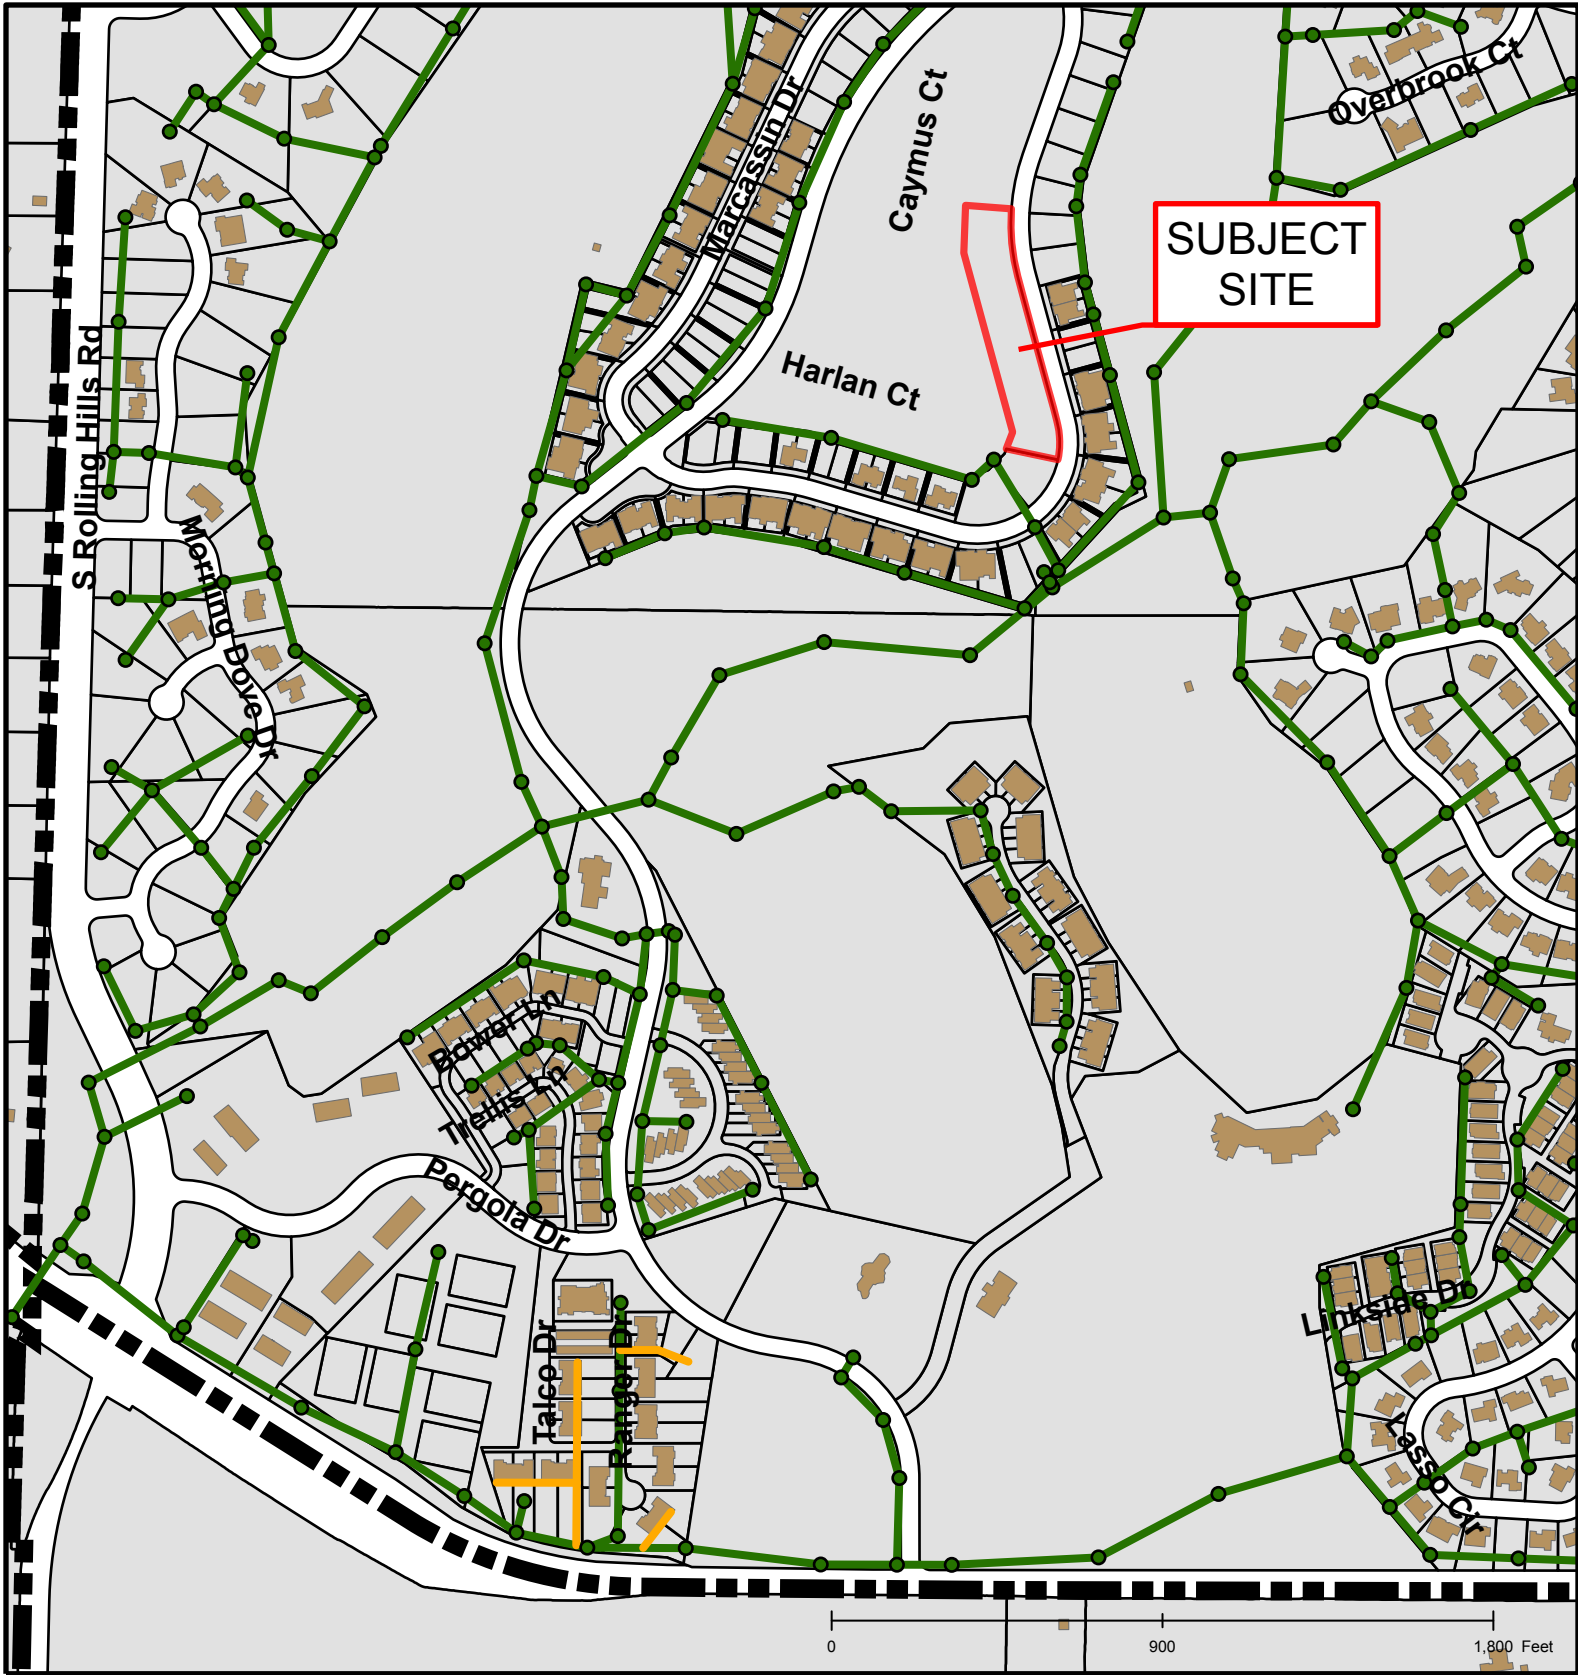 Overbrook Ct
Caymus Ct
Marcassin Dr
SUBJECT
SITE
S Rolling Hills Rd
Harlan Ct
Morning Dove Dr
Bower Ln
Trellis Ln
Pergola Dr
Linkside Dr
Talco Dr
Ranger Dr
Lasso Cir
0 900 1,800 Feet